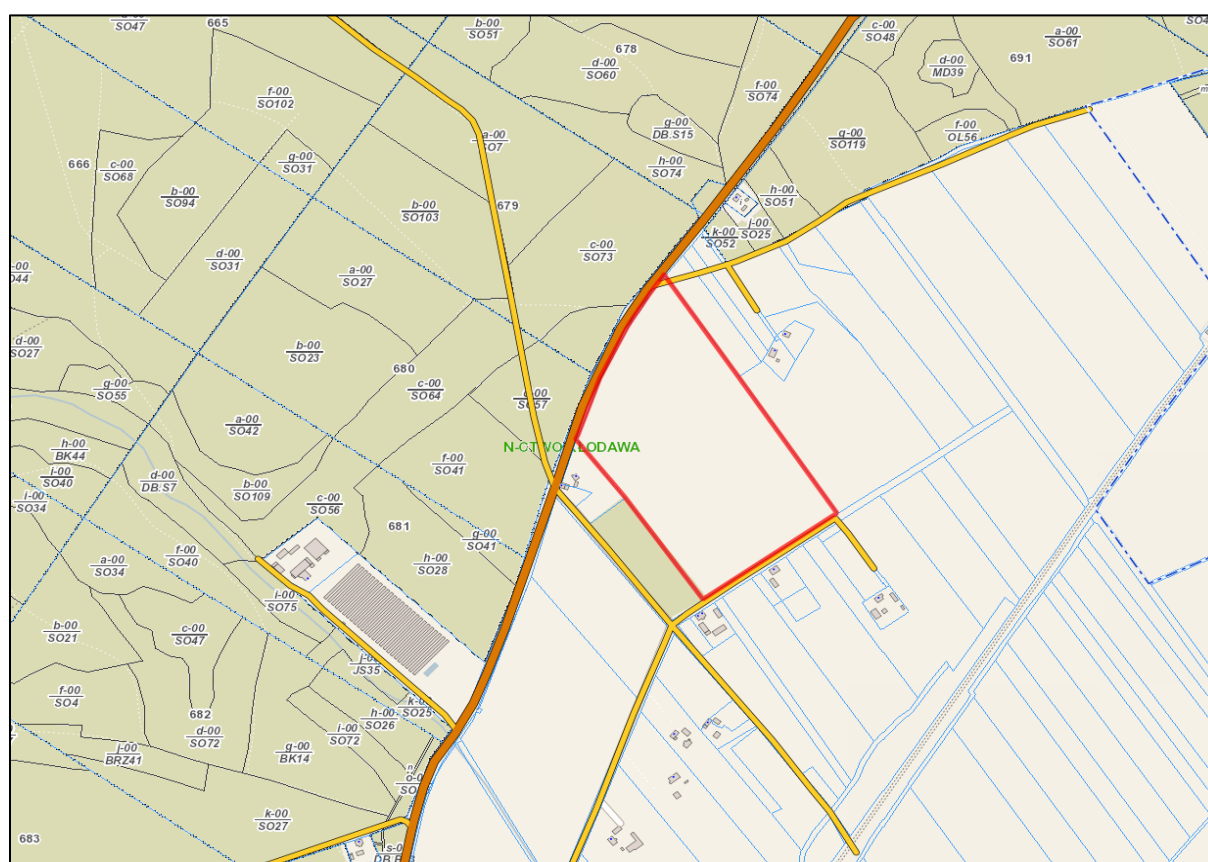 SO47
665
b-00
SO51
678
d-00
SO60
c-00
SO48
a-00
SO61
691
d-00
MD39
f-00
SO102
f-00
SO74
g-00
DB.S15
g-00
SO119
f-00
OL56
a-00
SO7
666
c-00
SO68
g-00
SO31
h-00
SO74
b-00
SO94
b-00
SO103
679
h-00
SO51
j-00
SO25
k-00
SO52
c-00
SO73
d-00
SO31
a-00
SO27
d-00
SO27
b-00
SO23
680
c-00
SO64
g-00
SO55
SO57
a-00
SO42
h-00
BK44
i-00
SO40
d-00
DB.S7
f-00
SO41
b-00
SO109
i-00
SO34
c-00
SO56
681
g-00
SO41
f-00
SO40
a-00
SO34
h-00
SO28
i-00
SO75
b-00
SO21
c-00
SO47
JS35
f-00
SO4
682
d-00
SO72
k-00
SO25
h-00
SO26
i-00
SO72
j-00
BRZ41
g-00
BK14
k-00
SO27
683